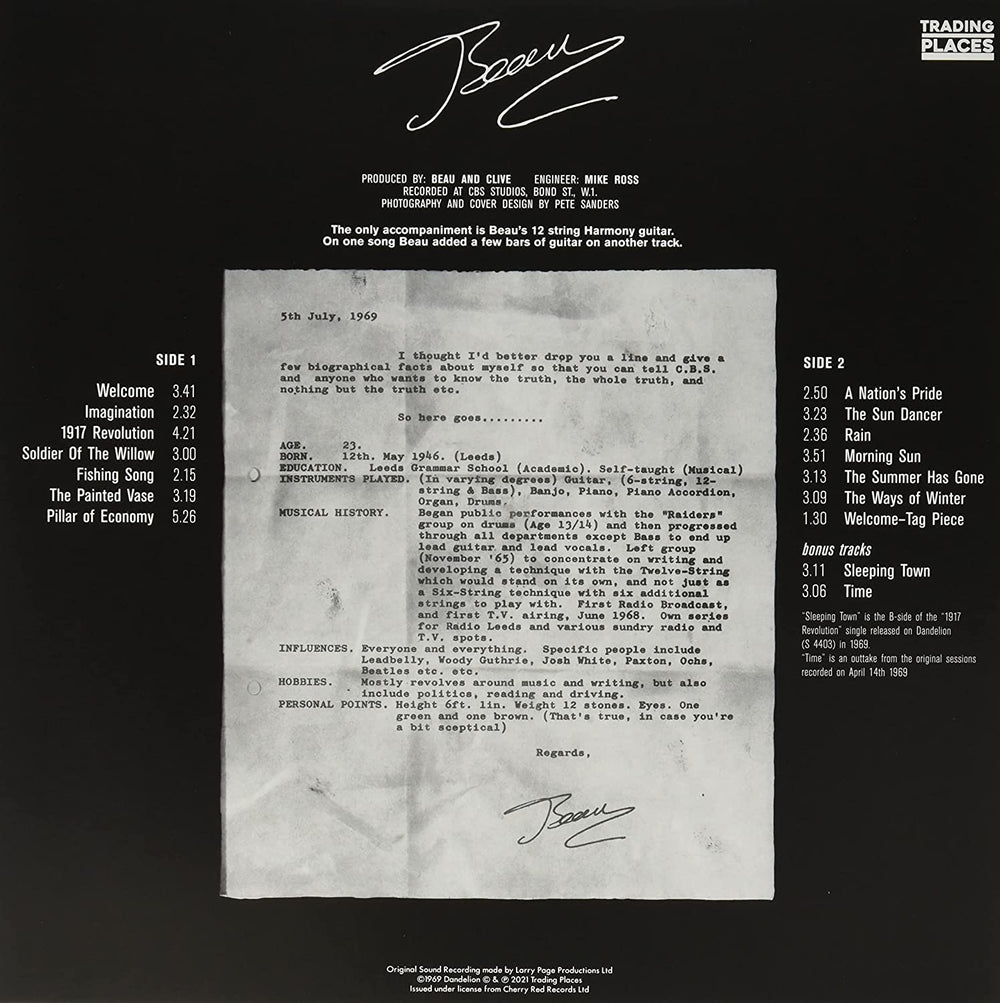 Beau
TRADING
PLACES
PRODUCED BY: BEAU AND CLIVE ENGINEER: MIKE ROSS
RECORDED AT CBS STUDIOS, BOND ST., W.1.
PHOTOGRAPHY AND COVER DESIGN BY PETE SANDERS
The only accompaniment is Beau's 12 string Harmony guitar.
On one song Beau added a few bars of guitar on another track.
SIDE 1
Welcome 3.41
Imagination 2.32
1917 Revolution 4.21
Soldier Of The Willow 3.00
Fishing Song 2.15
The Painted Vase 3.19
Pillar of Economy 5.26
5th July, 1969
I thought I'd better drop you a line and give a
few biographical facts about myself so that you can tell C.B.S.
and anyone who wants to know the truth, the whole truth, and
nothing but the truth etc.
So here goes.........
AGE. 23.
BORN. 12th. May 1946. (Leeds)
EDUCATION. Leeds Grammar School (Academic). Self-taught (Musical)
INSTRUMENTS PLAYED. (In varying degrees) Guitar, (6-string, 12-
string & Bass), Banjo, Piano, Piano Accordion,
Organ, Drums.
MUSICAL HISTORY. Began public performances with the "Raiders"
group on drums (Age 13/14) and then progressed
through all departments except Bass to end up
lead guitar and lead vocals. Left group
(November '65) to concentrate on writing and
developing a technique with the Twelve-String
which would stand on its own, and not just as
a Six-String technique with six additional
strings to play with. First Radio Broadcast,
and first T.V. airing, June 1968. Own series
for Radio Leeds and various sundry radio and
T.V. spots.
INFLUENCES. Everyone and everything. Specific people include
Leadbelly, Woody Guthrie, Josh White, Paxton, Ochs,
Beatles etc. etc.
HOBBIES. Mostly revolves around music and writing, but also
include politics, reading and driving.
PERSONAL POINTS. Height 6ft. 1in. Weight 12 stones. Eyes. One
green and one brown. (That's true, in case you're
a bit sceptical)
Regards,
Beau
SIDE 2
2.50 A Nation's Pride
3.23 The Sun Dancer
2.36 Rain
3.51 Morning Sun
3.13 The Summer Has Gone
3.09 The Ways of Winter
1.30 Welcome-Tag Piece
bonus tracks
3.11 Sleeping Town
3.06 Time
"Sleeping Town" is the B-side of the "1917
Revolution" single released on Dandelion
(S 4403) in 1969.
"Time" is an outtake from the original sessions
recorded on April 14th 1969
Original Sound Recording made by Larry Page Productions Ltd
©1969 Dandelion © & ℗ 2021 Trading Places
Issued under license from Cherry Red Records Ltd